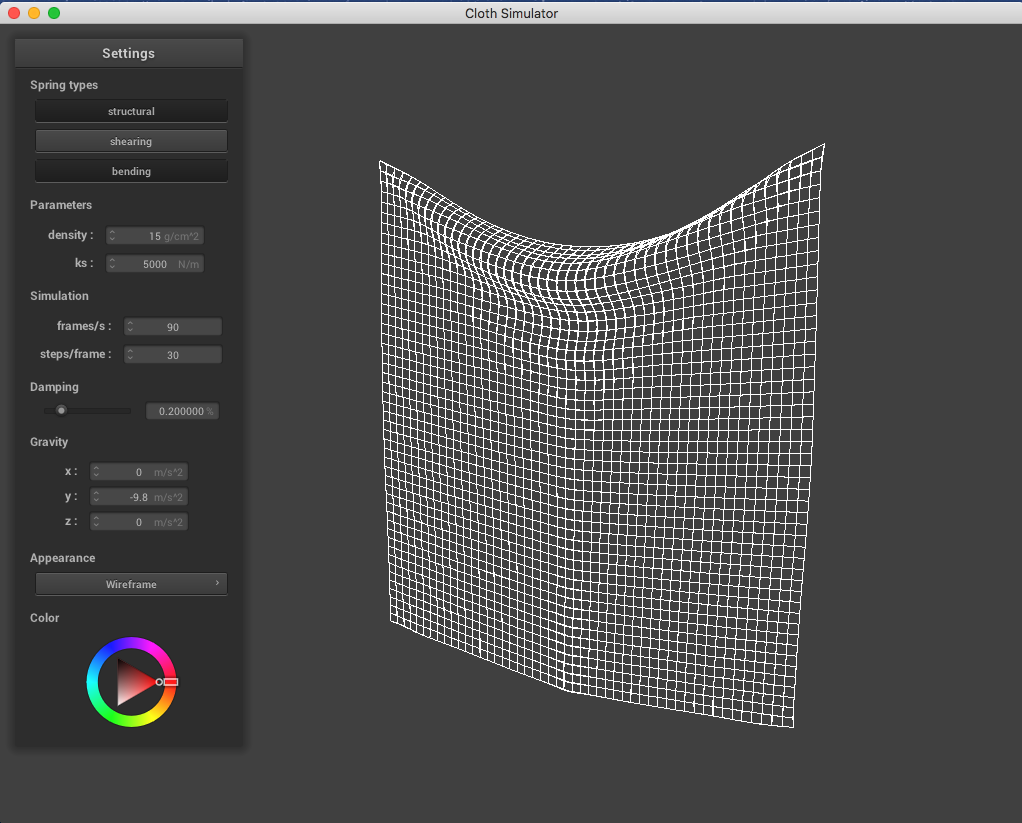 Cloth Simulator
Settings
Spring types
structural
shearing
bending
Parameters
density : 15 g/cm^2
ks : 5000 N/m
Simulation
frames/s : 90
steps/frame : 30
Damping
0.200000 %
Gravity
x : 0 m/s^2
y : -9.8 m/s^2
z : 0 m/s^2
Appearance
Wireframe
Color